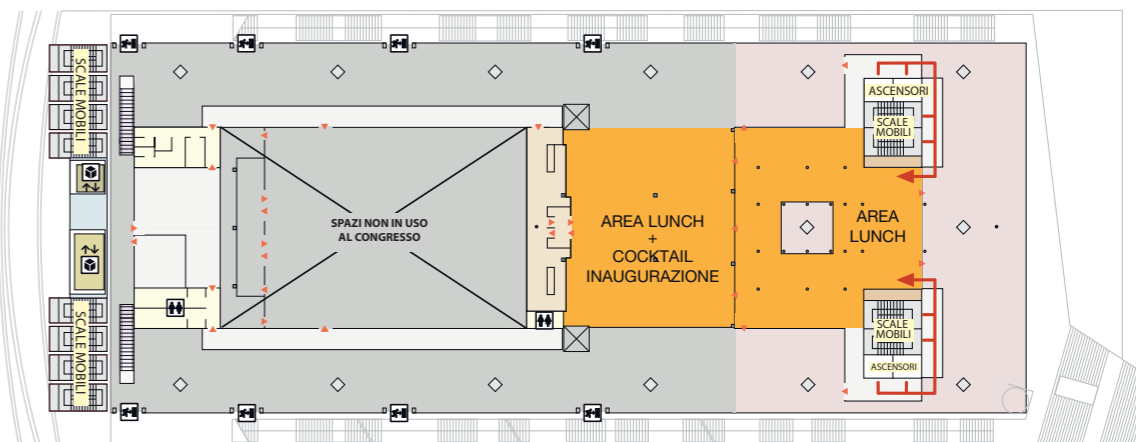 SCALE MOBILI
ASCENSORI
SCALE
MOBILI
SPAZI NON IN USO
AL CONGRESSO
AREA LUNCH
+
COCKTAIL
INAUGURAZIONE
AREA
LUNCH
SCALE MOBILI
SCALE
MOBILI
ASCENSORI